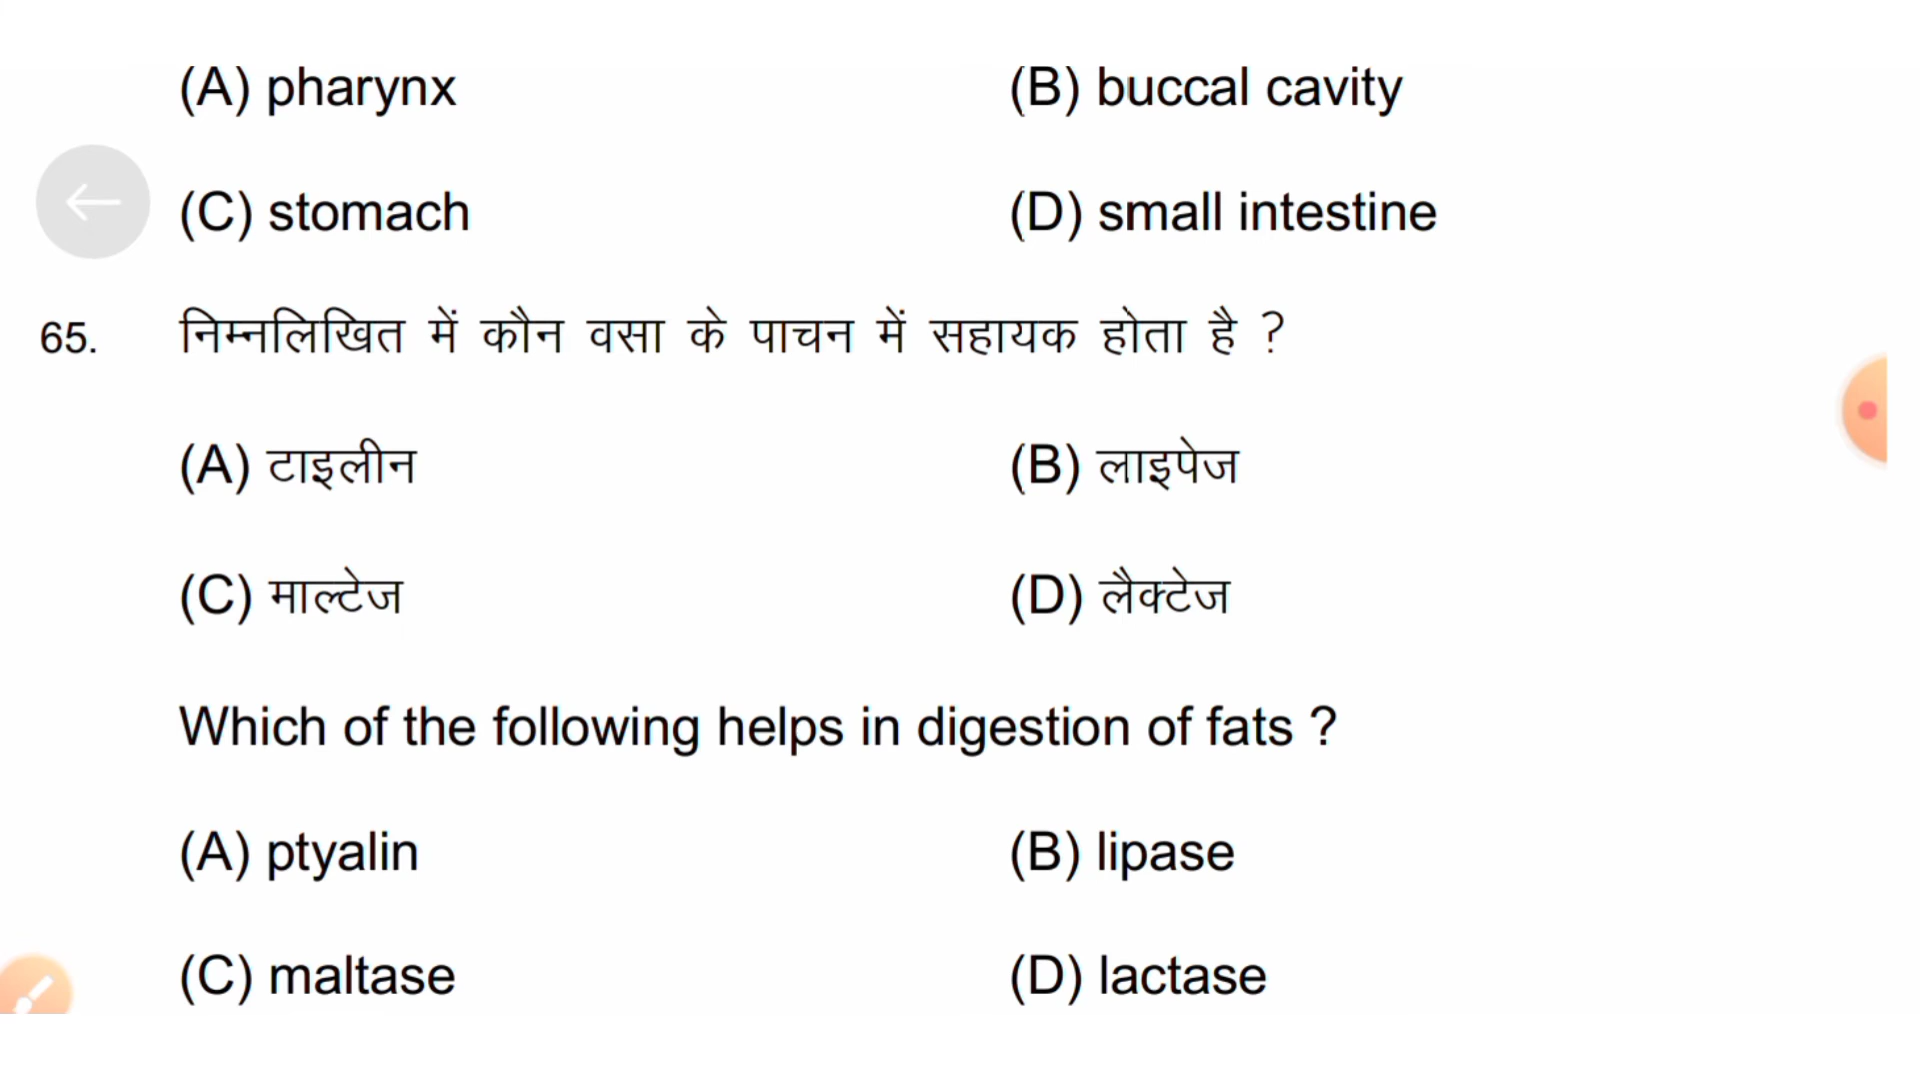 (A) pharynx (B) buccal cavity
(C) stomach (D) small intestine
65. निम्नलिखित में कौन वसा के पाचन में सहायक होता है ?
(A) टाइलीन (B) लाइपेज
(C) माल्टेज (D) लैक्टेज
Which of the following helps in digestion of fats ?
(A) ptyalin (B) lipase
(C) maltase (D) lactase